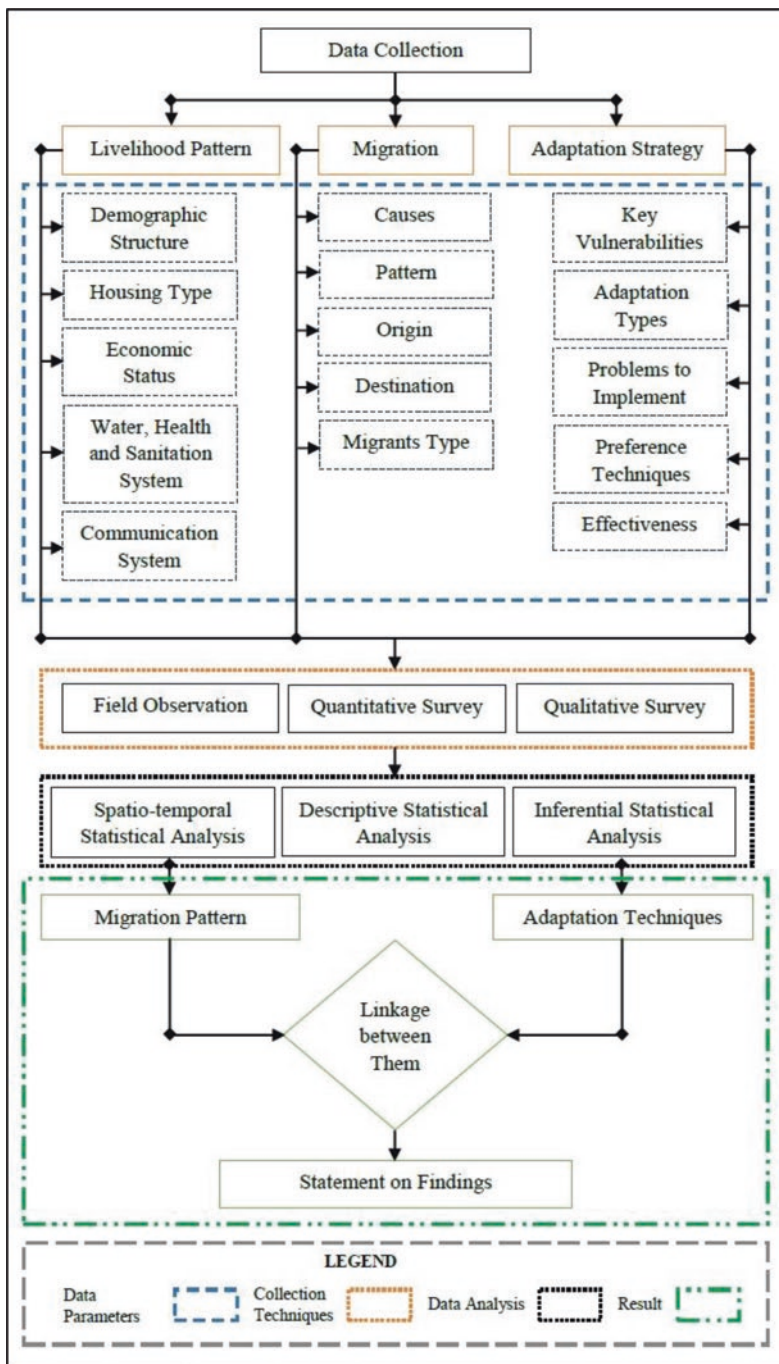 Data Collection
Livelihood Pattern
Migration
Adaptation Strategy
Demographic
Structure
Housing Type
Economic
Status
Water, Health
and Sanitation
System
Communication
System
Causes
Pattern
Origin
Destination
Migrants Type
Key
Vulnerabilities
Adaptation
Types
Problems to
Implement
Preference
Techniques
Effectiveness
Field Observation
Quantitative Survey
Qualitative Survey
Spatio-temporal
Statistical Analysis
Descriptive Statistical
Analysis
Inferential Statistical
Analysis
Migration Pattern
Adaptation Techniques
Linkage
between
Them
Statement on Findings
LEGEND
Data
Parameters
Collection
Techniques
Data Analysis
Result